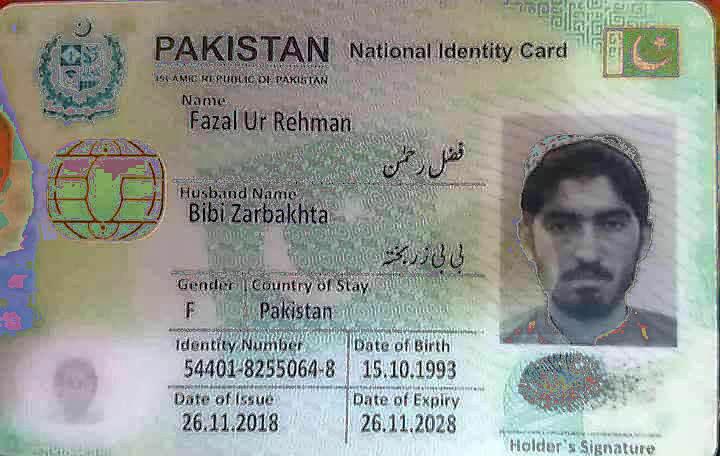 PAKISTAN National Identity Card
ISLAMIC REPUBLIC OF PAKISTAN
Name
Fazal Ur Rehman
فضل رحمٰن
Husband Name
Bibi Zarbakhta
بی بی زر بختہ
Gender Country of Stay
F Pakistan
Identity Number Date of Birth
54401-8255064-8 15.10.1993
Date of Issue Date of Expiry
26.11.2018 26.11.2028
Holder`s Signature